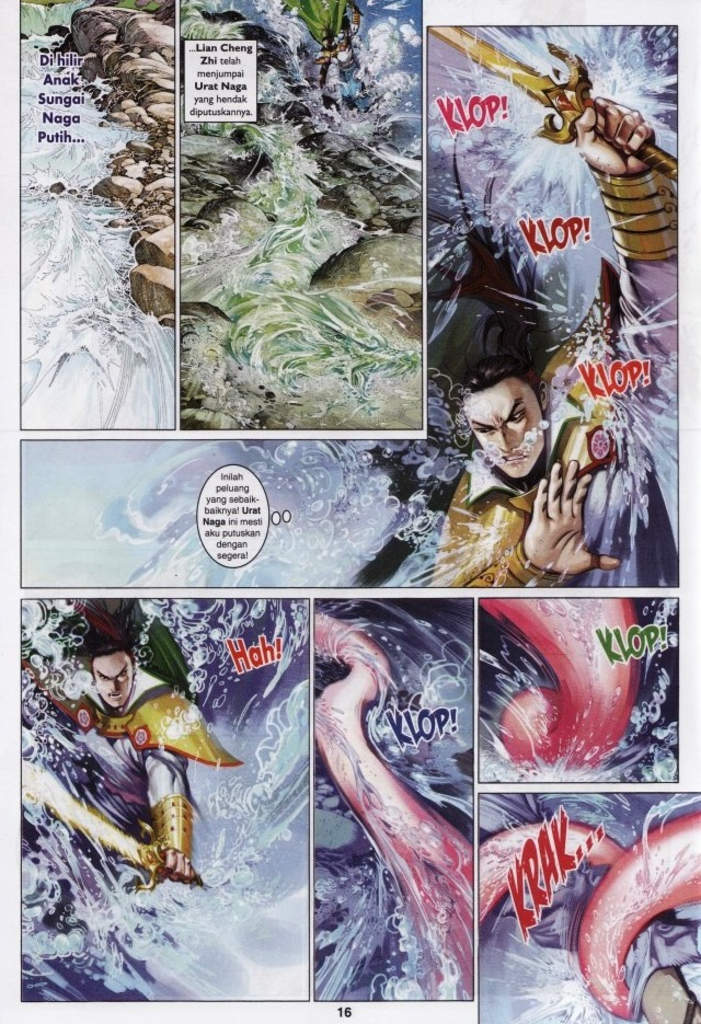 Di hilir
Anak
Sungai
Naga
Putih...
...Lian Cheng
Zhi telah
menjumpai
Urat Naga
yang hendak
diputuskannya.
KLOP!
KLOP!
KLOP!
Inilah
peluang
yang sebaik-
baiknya! Urat
Naga ini mesti
aku putuskan
dengan
segera!
Hah!
KLOP!
KLOP!
KRAK...
16